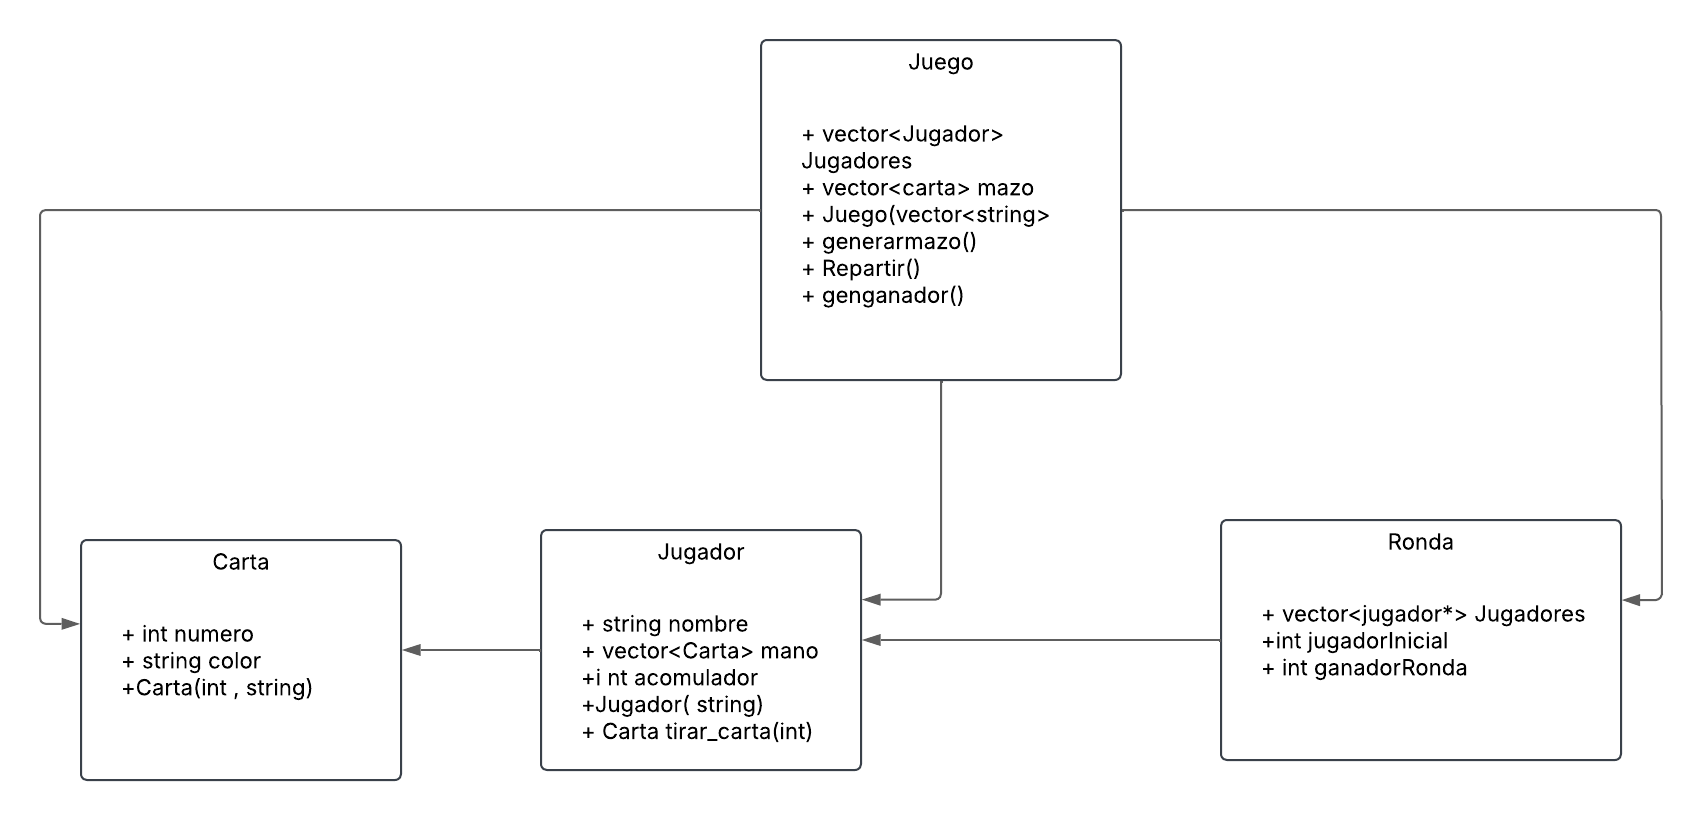 Juego
+ vector<Jugador>
Jugadores
+ vector<carta> mazo
+ Juego(vector<string>
+ generarmazo()
+ Repartir()
+ genganador()
Carta
+ int numero
+ string color
+Carta(int , string)
Jugador
+ string nombre
+ vector<Carta> mano
+i nt acomulador
+Jugador( string)
+ Carta tirar_carta(int)
Ronda
+ vector<jugador*> Jugadores
+int jugadorInicial
+ int ganadorRonda